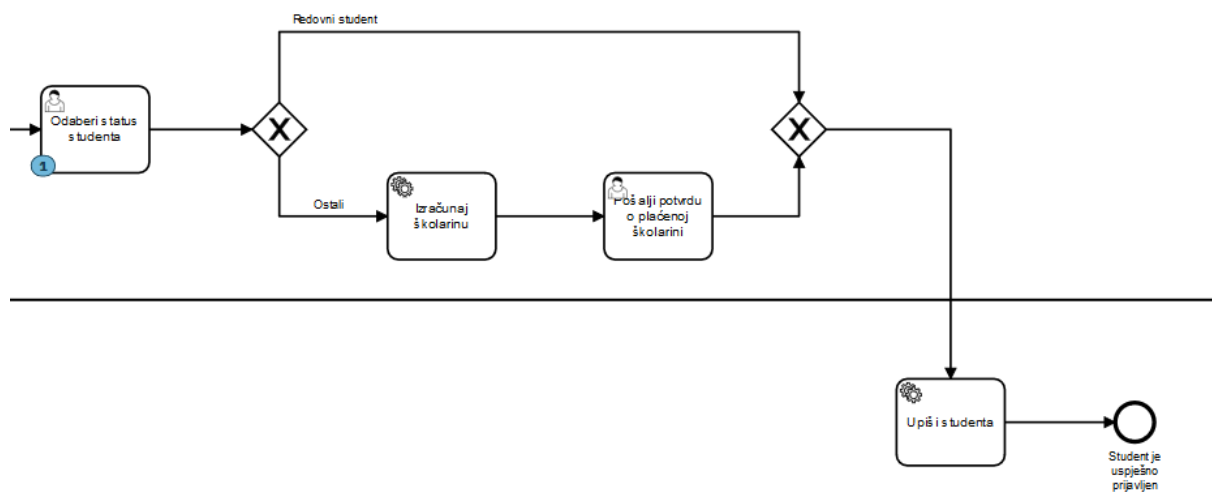 Redovni student
Odaberi status
studenta
1
Ostali
Izračunaj
školarinu
Pošalji potvrdu
o plaćenoj
školarini
Upiši studenta
Student je
uspješno
prijavljen